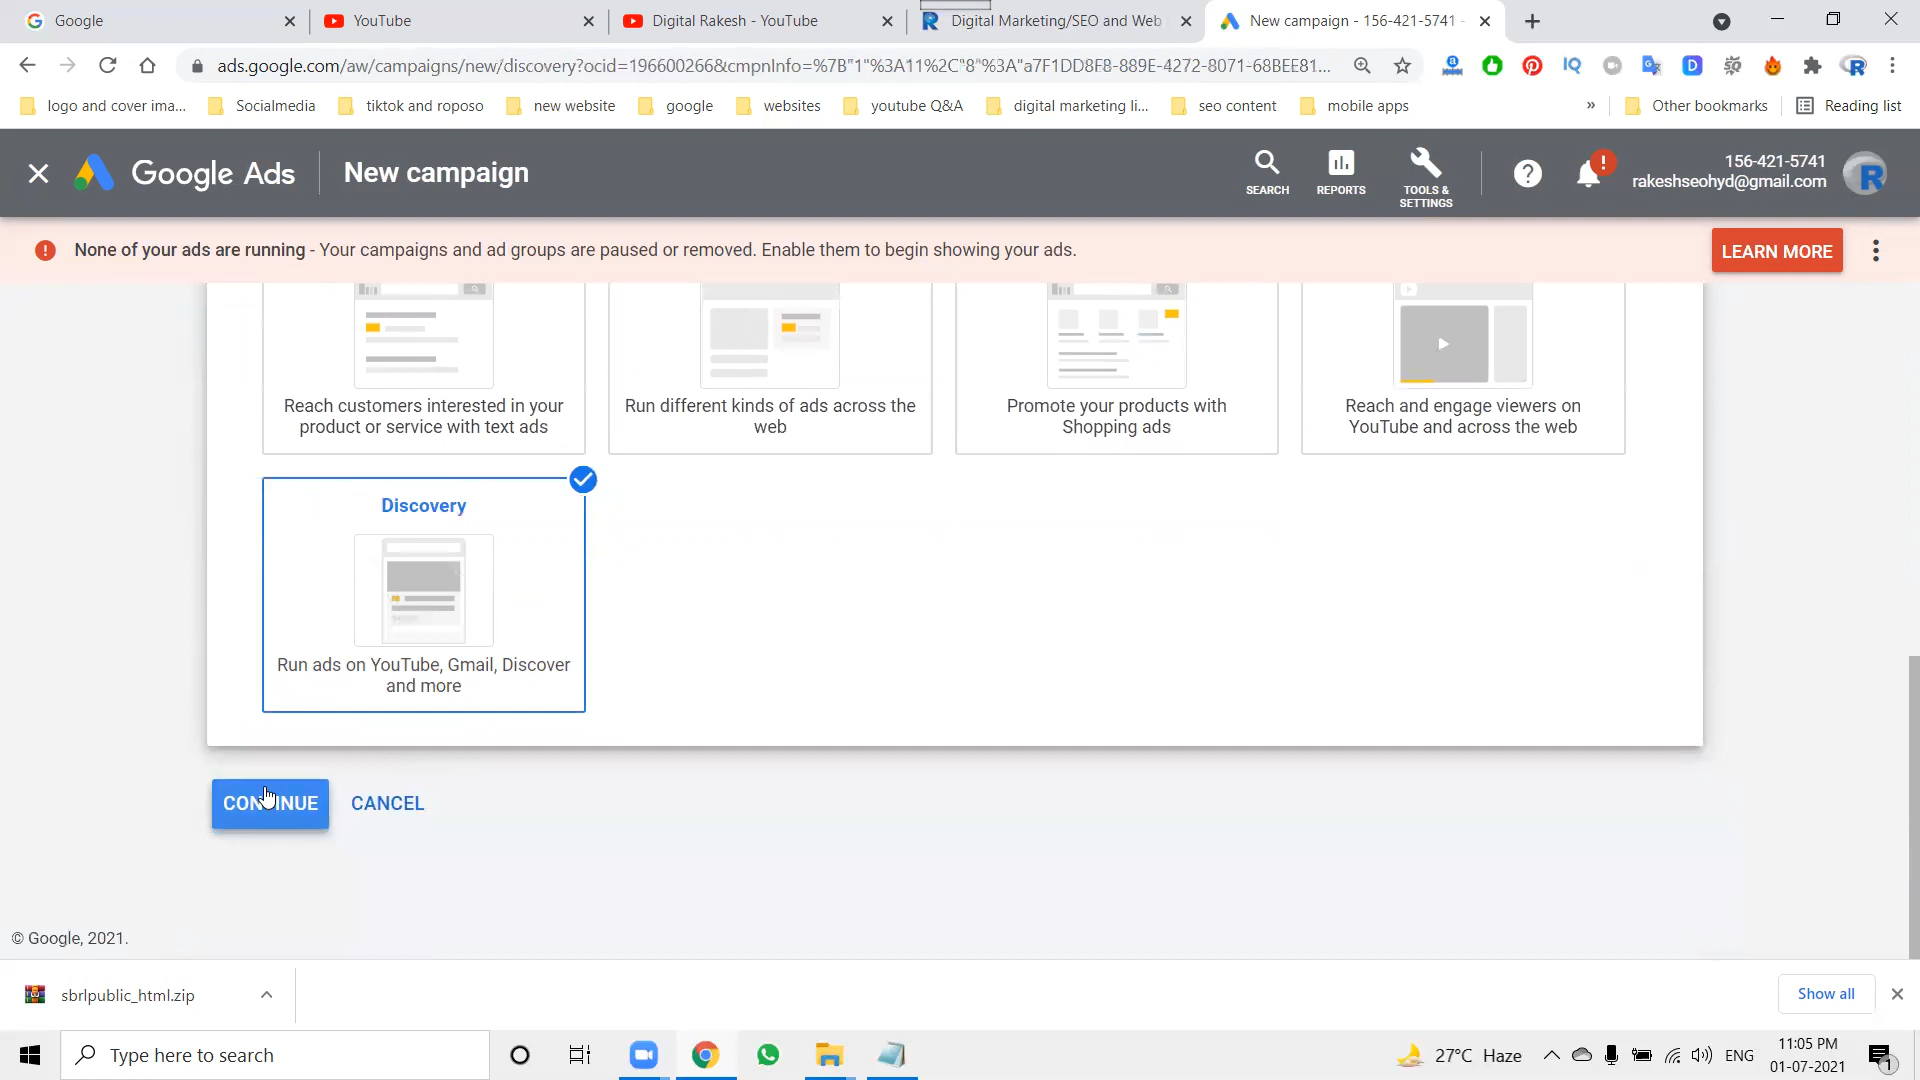 Google
YouTube
Digital Rakesh - YouTube
Digital Marketing/SEO and Web
New campaign - 156-421-5741 -
ads.google.com/aw/campaigns/new/discovery?ocid=196600266&cmpnInfo=%7B"1"%3A11%2C"8"%3A"a7F1DD8F8-889E-4272-8071-68BEE81...
logo and cover ima...
Socialmedia
tiktok and roposo
new website
google
websites
youtube Q&A
digital marketing li...
seo content
mobile apps
»
Other bookmarks
Reading list
Google Ads
New campaign
SEARCH
REPORTS
TOOLS &
SETTINGS
156-421-5741
rakeshseohyd@gmail.com
None of your ads are running - Your campaigns and ad groups are paused or removed. Enable them to begin showing your ads.
LEARN MORE
Reach customers interested in your
product or service with text ads
Run different kinds of ads across the
web
Promote your products with
Shopping ads
Reach and engage viewers on
YouTube and across the web
Discovery
Run ads on YouTube, Gmail, Discover
and more
CONTINUE
CANCEL
© Google, 2021.
sbrlpublic_html.zip
Show all
Type here to search
27°C Haze
ENG
11:05 PM
01-07-2021
1